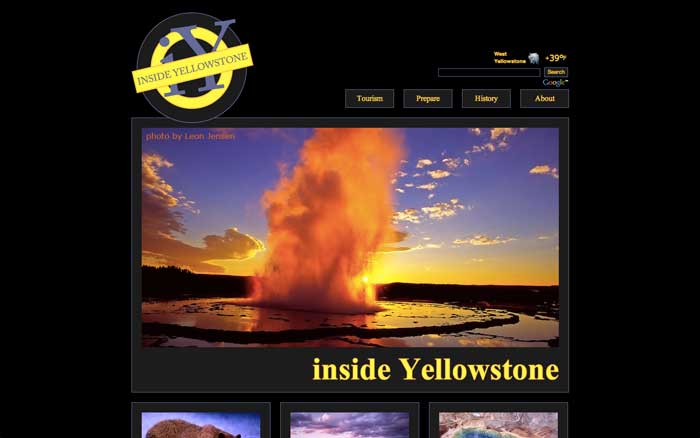 iY
INSIDE YELLOWSTONE
West
Yellowstone
+39°F
Search
Google
Tourism
Prepare
History
About
photo by Leon Jensen
inside Yellowstone